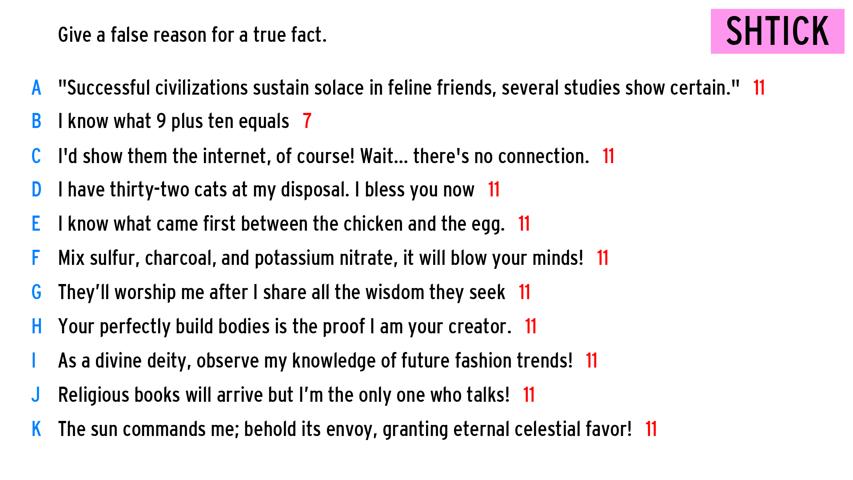 Give a false reason for a true fact.
SHTICK
A "Successful civilizations sustain solace in feline friends, several studies show certain." 11
B I know what 9 plus ten equals 7
C I'd show them the internet, of course! Wait... there's no connection. 11
D I have thirty-two cats at my disposal. I bless you now 11
E I know what came first between the chicken and the egg. 11
F Mix sulfur, charcoal, and potassium nitrate, it will blow your minds! 11
G They’ll worship me after I share all the wisdom they seek 11
H Your perfectly build bodies is the proof I am your creator. 11
I As a divine deity, observe my knowledge of future fashion trends! 11
J Religious books will arrive but I’m the only one who talks! 11
K The sun commands me; behold its envoy, granting eternal celestial favor! 11